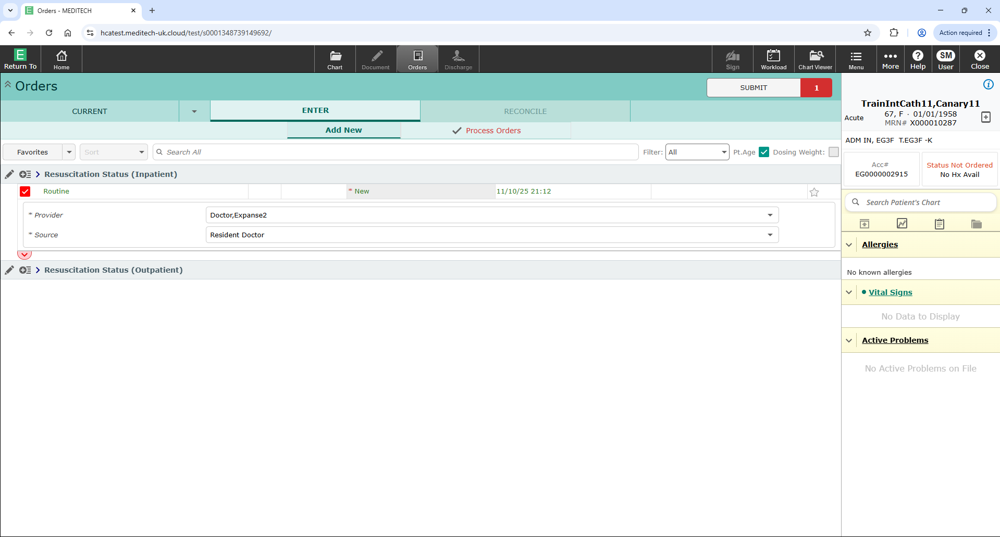 Orders - MEDITECH
hcatest.meditech-uk.cloud/test/s0001348739149692/
Action required
E
Return To
Home
Chart
Document
Orders
Discharge
Sign
Workload
Chart Viewer
Menu
More
Help
SM
User
Close
Orders
SUBMIT
1
CURRENT
ENTER
RECONCILE
Add New
Process Orders
Favorites
Sort
Search All
Filter: All
Pt.Age
Dosing Weight:
Resuscitation Status (Inpatient)
Routine
* New
11/10/25 21:12
* Provider
Doctor,Expanse2
* Source
Resident Doctor
Resuscitation Status (Outpatient)
TrainIntCath11,Canary11
Acute
67, F · 01/01/1958
MRN# X000010287
ADM IN, EG3F T.EG3F -K
Acc#
EG0000002915
Status Not Ordered
No Hx Avail
Search Patient's Chart
Allergies
No known allergies
Vital Signs
No Data to Display
Active Problems
No Active Problems on File